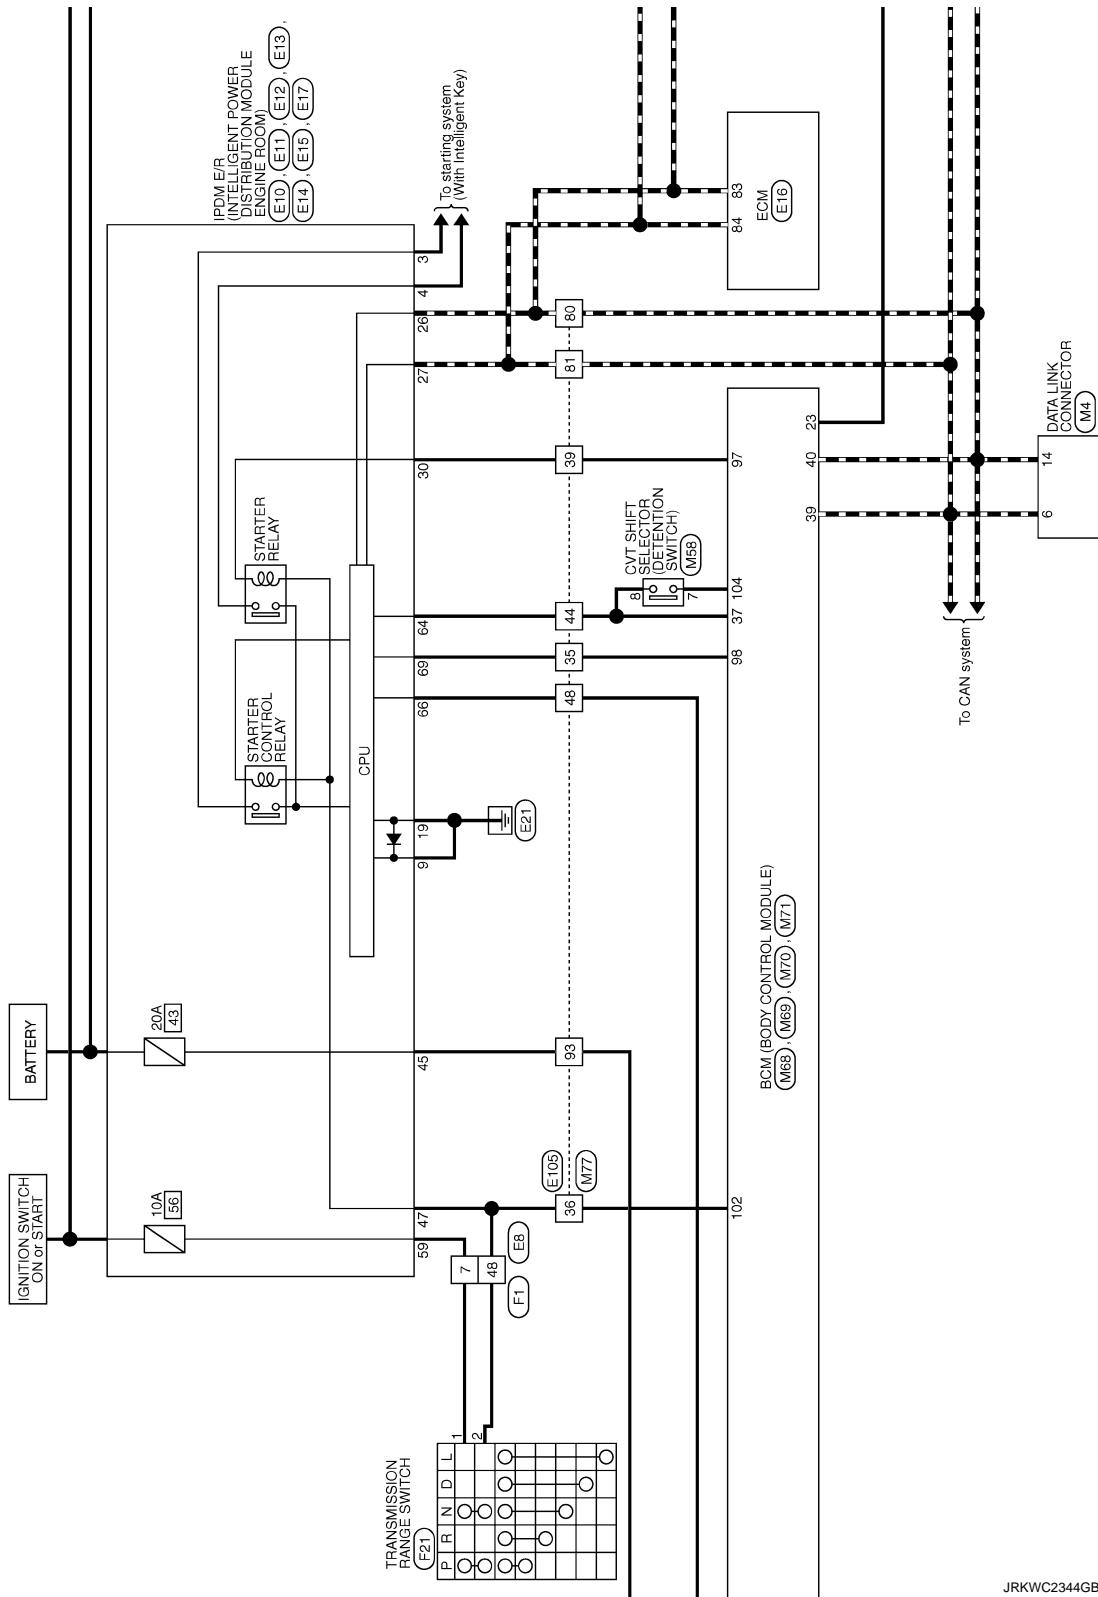 IPDM E/R
(INTELLIGENT POWER
DISTRIBUTION MODULE
ENGINE ROOM)
E10 , E11 , E12 , E13 ,
E14 , E15 , E17
To starting system
(With Intelligent Key)
3
4
26
27
30
64
69
66
19
9
45
47
59
STARTER
RELAY
STARTER
CONTROL
RELAY
CPU
E21
BATTERY
20A
43
IGNITION SWITCH
ON or START
10A
56
80
81
39
44
35
48
93
36
E105
M77
7
48
E8
F1
TRANSMISSION
RANGE SWITCH
F21
P R N D L
1
2
ECM
E16
83
84
CVT SHIFT
SELECTOR
(DETENTION
SWITCH)
M58
8
7
97
104
37
98
102
23
40
39
BCM (BODY CONTROL MODULE)
M68 , M69 , M70 , M71
DATA LINK
CONNECTOR
M4
14
6
To CAN system
JRKWC2344GB